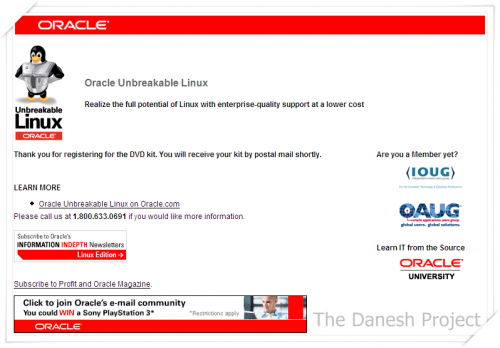 ORACLE
Oracle Unbreakable Linux
Realize the full potential of Linux with enterprise-quality support at a lower cost
Unbreakable
Linux
ORACLE
Thank you for registering for the DVD kit. You will receive your kit by postal mail shortly.
LEARN MORE
Oracle Unbreakable Linux on Oracle.com
Please call us at 1.800.633.0691 if you would like more information.
Subscribe to Oracle's
INFORMATION INDEPTH Newsletters
Linux Edition
Subscribe to Profit and Oracle Magazine.
Click to join Oracle's e-mail community
You could WIN a Sony PlayStation 3* *Restrictions apply
ORACLE
Are you a Member yet?
IOUG
OAUG
oracle applications users group
global users. global solutions.
Learn IT from the Source
ORACLE
UNIVERSITY
The Danesh Project